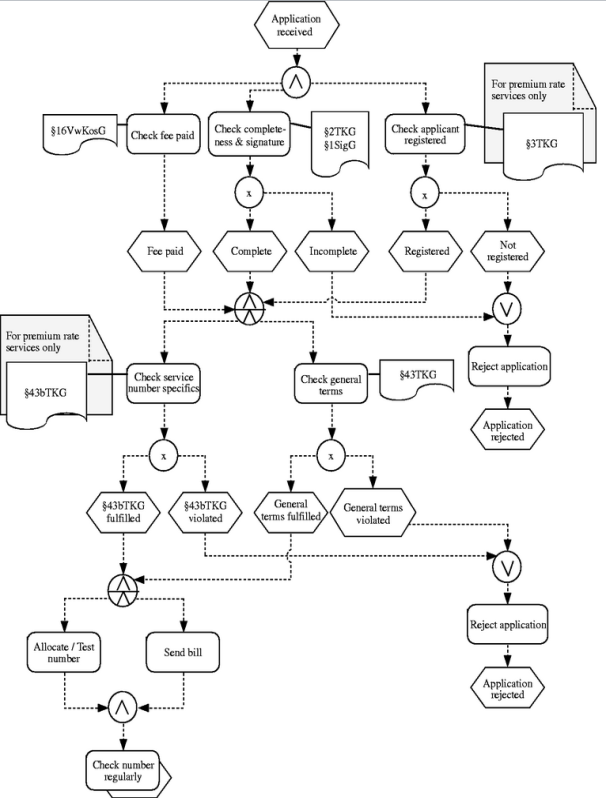 Application
received
For premium rate
services only
§16VwKosG
Check fee paid
Check complete-
ness & signature
§2TKG
§1SigG
Check applicant
registered
§3TKG
x
x
Fee paid
Complete
Incomplete
Registered
Not
registered
For premium rate
services only
§43bTKG
Check service
number specifics
Check general
terms
§43TKG
Reject application
Application
rejected
x
x
§43bTKG
fulfilled
§43bTKG
violated
General
terms fulfilled
General terms
violated
Allocate / Test
number
Send bill
Reject application
Application
rejected
Check number
regularly